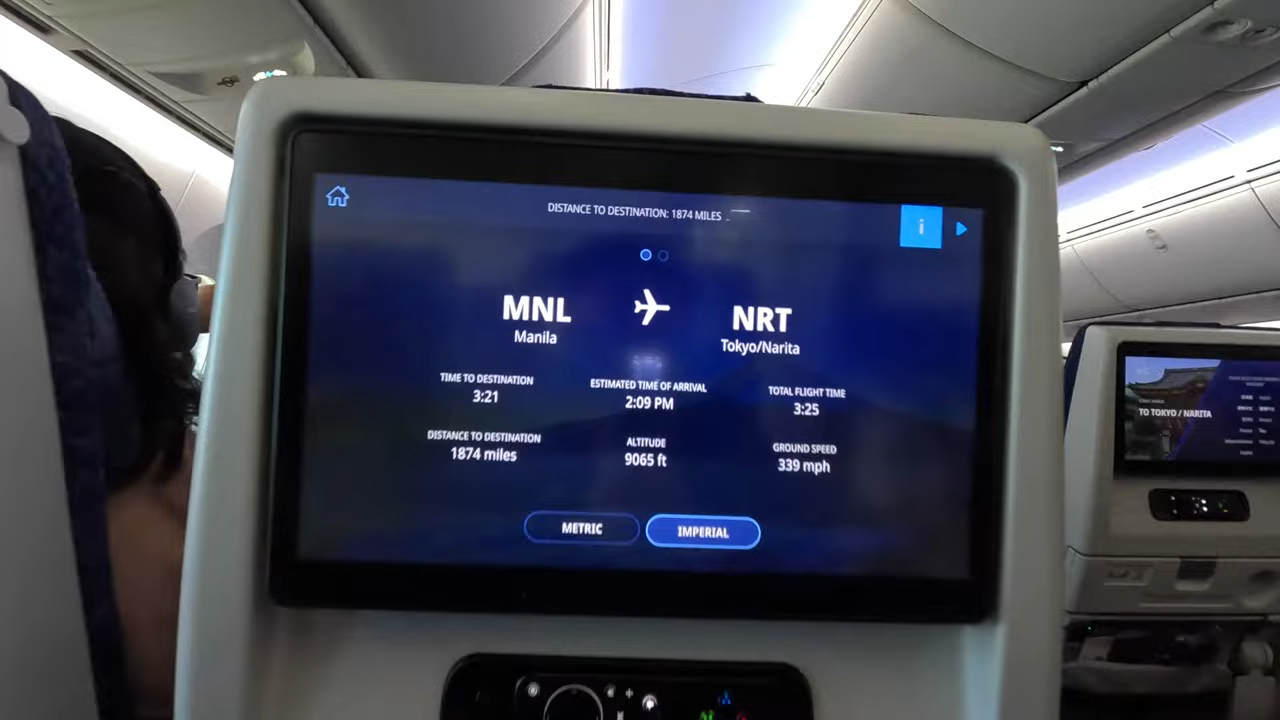 DISTANCE TO DESTINATION: 1874 MILES
i
MNL
Manila
NRT
Tokyo/Narita
TIME TO DESTINATION
3:21
ESTIMATED TIME OF ARRIVAL
2:09 PM
TOTAL FLIGHT TIME
3:25
DISTANCE TO DESTINATION
1874 miles
ALTITUDE
9065 ft
GROUND SPEED
339 mph
METRIC
IMPERIAL
TO TOKYO / NARITA